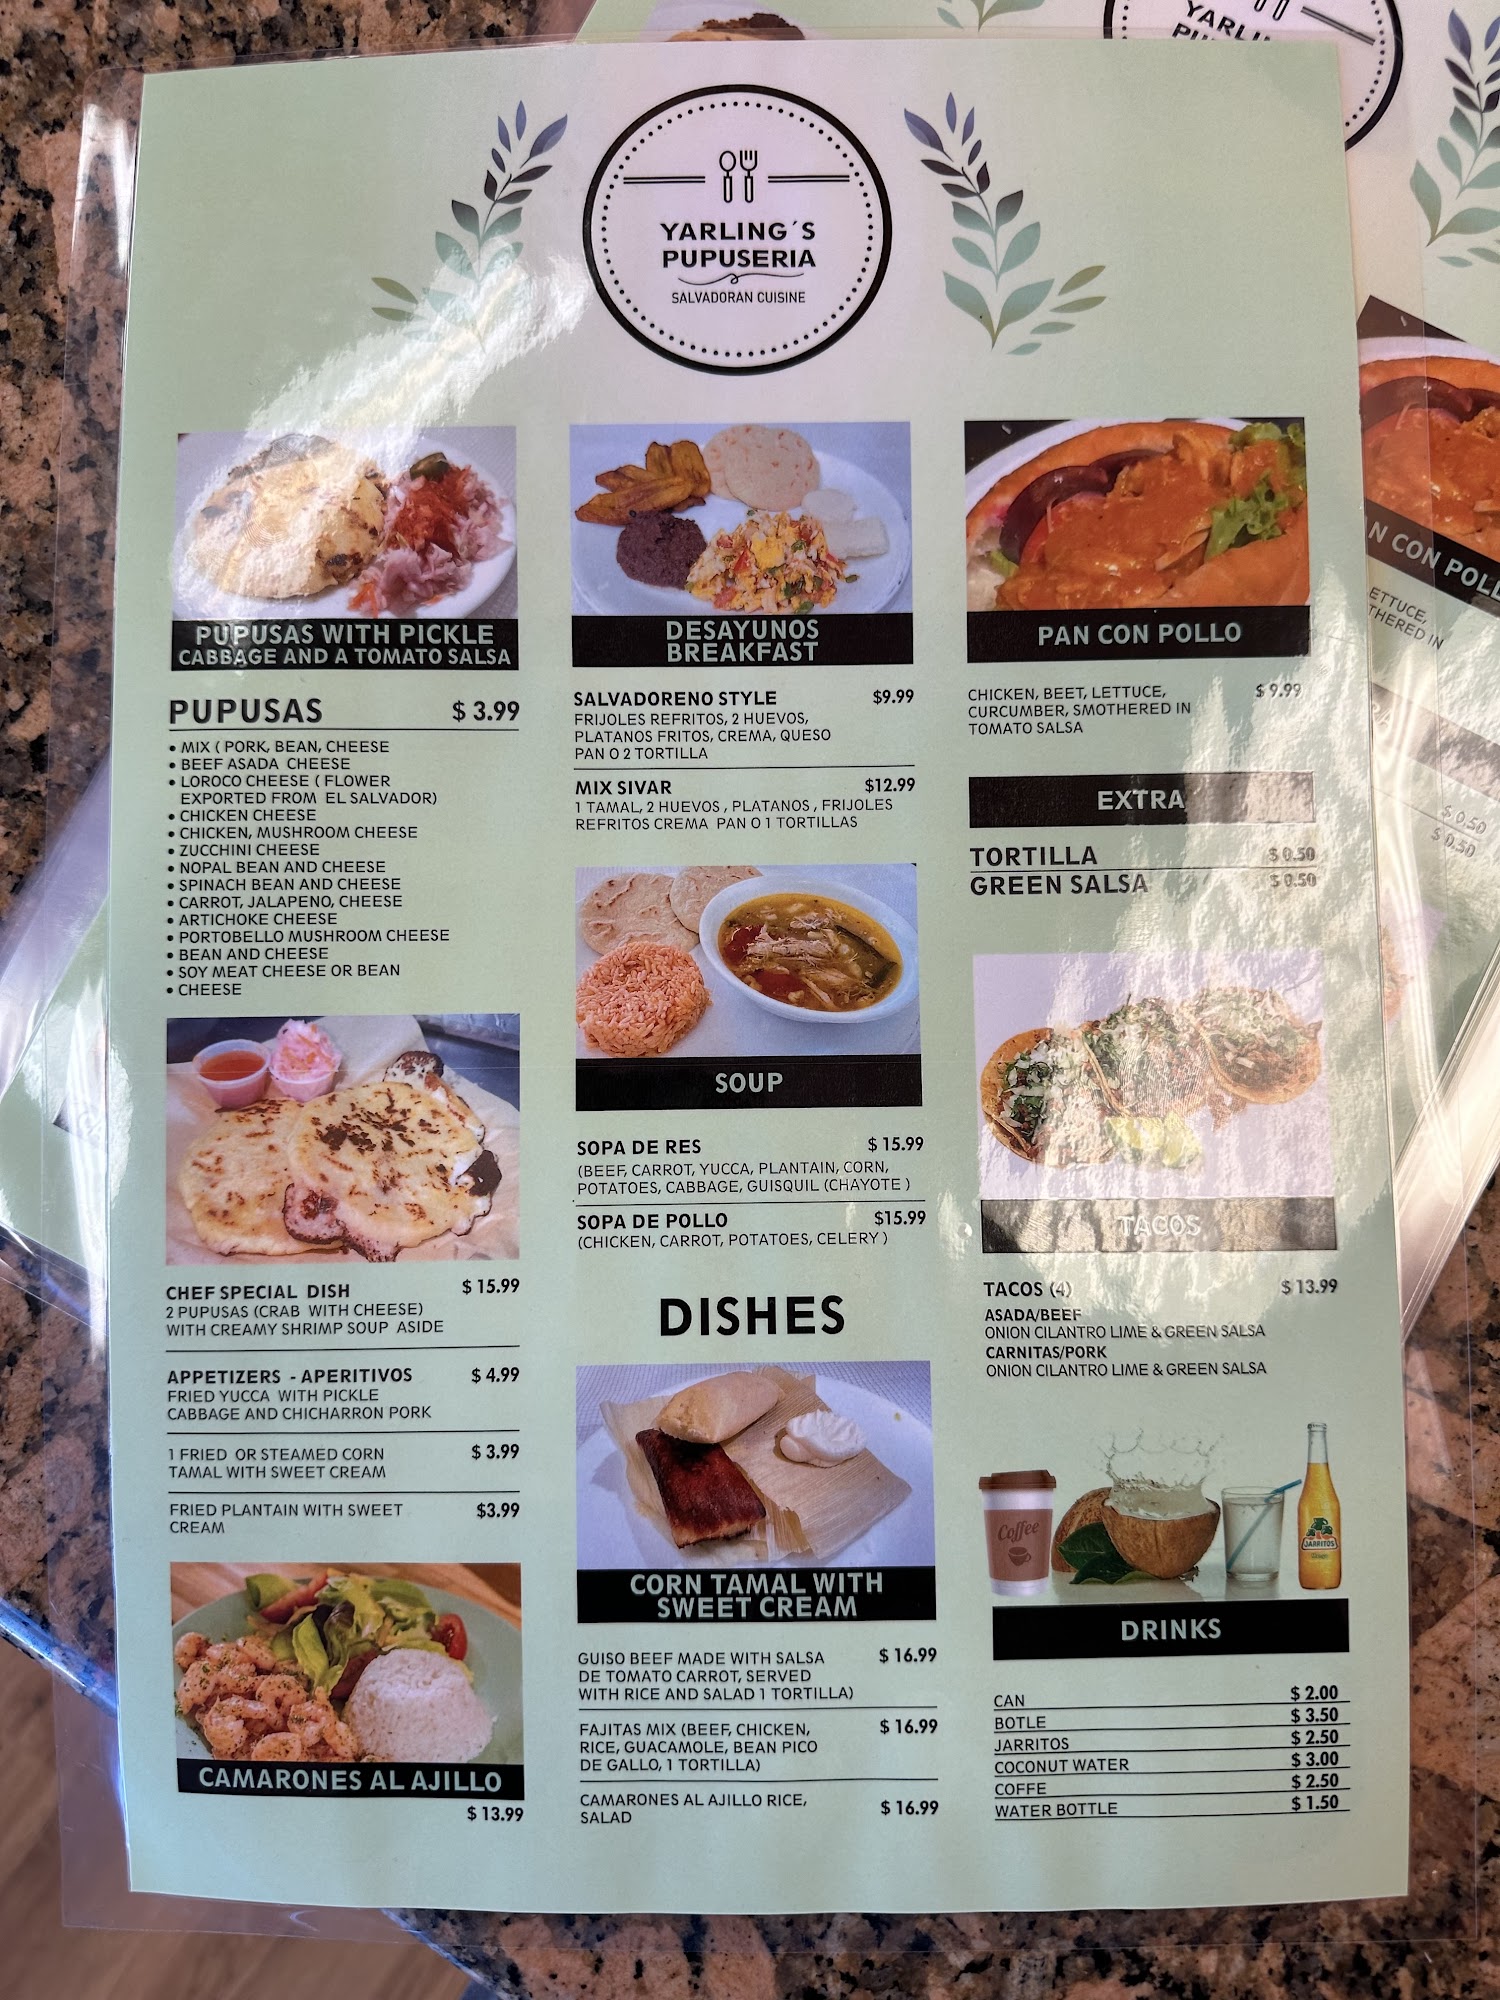 YARLING´S
PUPUSERIA
SALVADORAN CUISINE
PUPUSAS WITH PICKLE
CABBAGE AND A TOMATO SALSA
PUPUSAS $ 3.99
• MIX ( PORK, BEAN, CHEESE
• BEEF ASADA CHEESE
• LOROCO CHEESE ( FLOWER
EXPORTED FROM EL SALVADOR)
• CHICKEN CHEESE
• CHICKEN, MUSHROOM CHEESE
• ZUCCHINI CHEESE
• NOPAL BEAN AND CHEESE
• SPINACH BEAN AND CHEESE
• CARROT, JALAPENO, CHEESE
• ARTICHOKE CHEESE
• PORTOBELLO MUSHROOM CHEESE
• BEAN AND CHEESE
• SOY MEAT CHEESE OR BEAN
• CHEESE
CHEF SPECIAL DISH $ 15.99
2 PUPUSAS (CRAB WITH CHEESE)
WITH CREAMY SHRIMP SOUP ASIDE
APPETIZERS - APERITIVOS $ 4.99
FRIED YUCCA WITH PICKLE
CABBAGE AND CHICHARRON PORK
1 FRIED OR STEAMED CORN $ 3.99
TAMAL WITH SWEET CREAM
FRIED PLANTAIN WITH SWEET $3.99
CREAM
CAMARONES AL AJILLO
$ 13.99
DESAYUNOS
BREAKFAST
SALVADORENO STYLE $9.99
FRIJOLES REFRITOS, 2 HUEVOS,
PLATANOS FRITOS, CREMA, QUESO
PAN O 2 TORTILLA
MIX SIVAR $12.99
1 TAMAL, 2 HUEVOS , PLATANOS , FRIJOLES
REFRITOS CREMA PAN O 1 TORTILLAS
SOUP
SOPA DE RES $ 15.99
(BEEF, CARROT, YUCCA, PLANTAIN, CORN,
POTATOES, CABBAGE, GUISQUIL (CHAYOTE )
SOPA DE POLLO $15.99
(CHICKEN, CARROT, POTATOES, CELERY )
DISHES
CORN TAMAL WITH
SWEET CREAM
GUISO BEEF MADE WITH SALSA $ 16.99
DE TOMATO CARROT, SERVED
WITH RICE AND SALAD 1 TORTILLA)
FAJITAS MIX (BEEF, CHICKEN, $ 16.99
RICE, GUACAMOLE, BEAN PICO
DE GALLO, 1 TORTILLA)
CAMARONES AL AJILLO RICE, $ 16.99
SALAD
PAN CON POLLO
CHICKEN, BEET, LETTUCE, $ 9.99
CURCUMBER, SMOTHERED IN
TOMATO SALSA
EXTRA
TORTILLA $ 0.50
GREEN SALSA $ 0.50
TACOS
TACOS (4) $ 13.99
ASADA/BEEF
ONION CILANTRO LIME & GREEN SALSA
CARNITAS/PORK
ONION CILANTRO LIME & GREEN SALSA
Coffee
JARRITOS
DRINKS
CAN $ 2.00
BOTLE $ 3.50
JARRITOS $ 2.50
COCONUT WATER $ 3.00
COFFE $ 2.50
WATER BOTTLE $ 1.50
CON
$ 0.50
$ 0.50